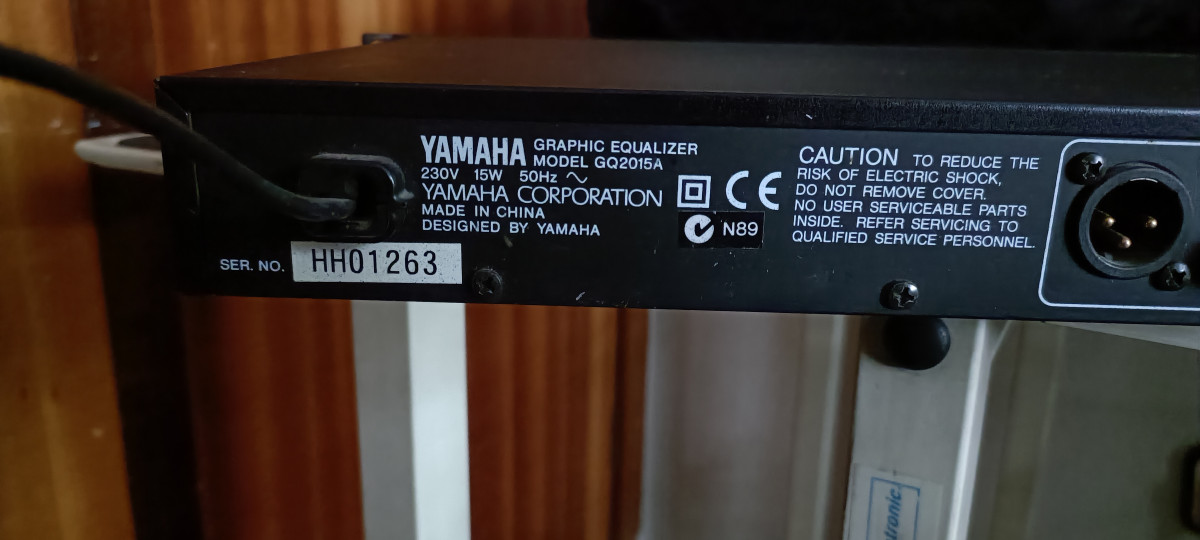 YAMAHA GRAPHIC EQUALIZER
MODEL GQ2015A
230V 15W 50Hz ~
YAMAHA CORPORATION
MADE IN CHINA
DESIGNED BY YAMAHA
SER. NO. HH01263
CE
N89
CAUTION TO REDUCE THE
RISK OF ELECTRIC SHOCK,
DO NOT REMOVE COVER.
NO USER SERVICEABLE PARTS
INSIDE. REFER SERVICING TO
QUALIFIED SERVICE PERSONNEL.
tronic